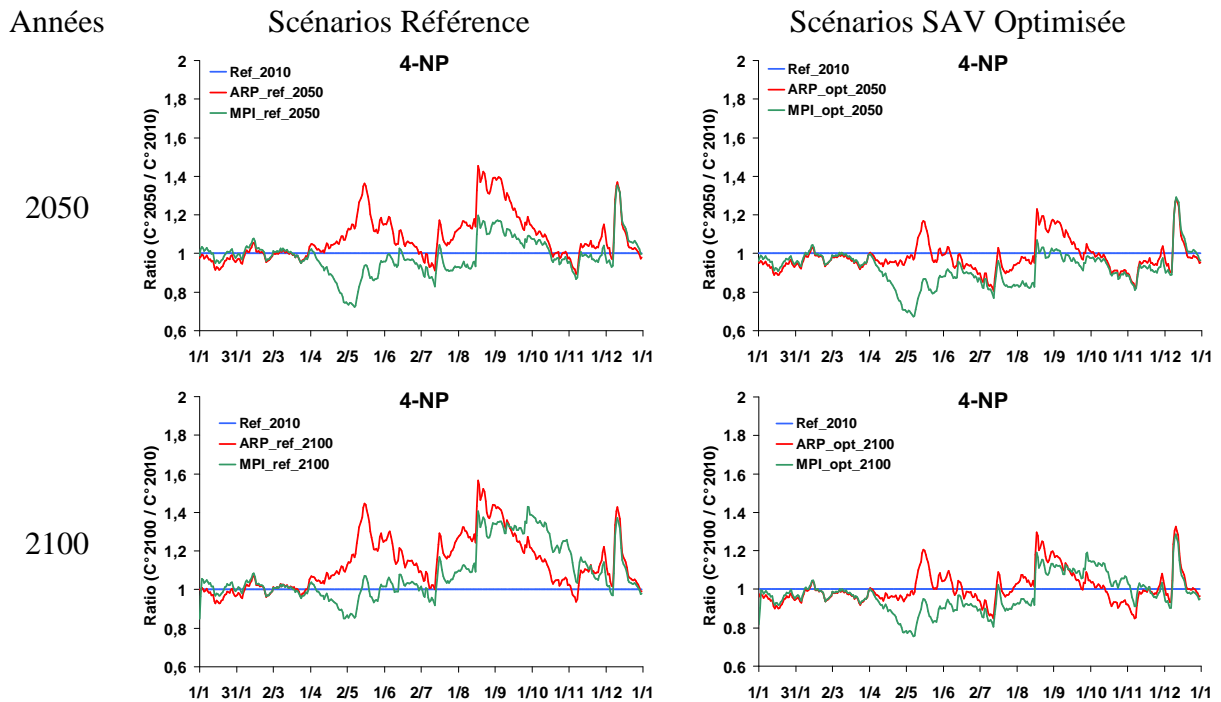 Années Scénarios Référence Scénarios SAV Optimisée
2050
4-NP
Ref_2010
ARP_ref_2050
MPI_ref_2050
Ratio (C°2050 / C°2010)
2
1,8
1,6
1,4
1,2
1
0,8
0,6
1/1 31/1 2/3 1/4 2/5 1/6 2/7 1/8 1/9 1/10 1/11 1/12 1/1
4-NP
Ref_2010
ARP_opt_2050
MPI_opt_2050
Ratio (C°2050 / C°2010)
2
1,8
1,6
1,4
1,2
1
0,8
0,6
1/1 31/1 2/3 1/4 2/5 1/6 2/7 1/8 1/9 1/10 1/11 1/12 1/1
2100
4-NP
Ref_2010
ARP_ref_2100
MPI_ref_2100
Ratio (C°2100 / C°2010)
2
1,8
1,6
1,4
1,2
1
0,8
0,6
1/1 31/1 2/3 1/4 2/5 1/6 2/7 1/8 1/9 1/10 1/11 1/12 1/1
4-NP
Ref_2010
ARP_opt_2100
MPI_opt_2100
Ratio (C°2100 / C°2010)
2
1,8
1,6
1,4
1,2
1
0,8
0,6
1/1 31/1 2/3 1/4 2/5 1/6 2/7 1/8 1/9 1/10 1/11 1/12 1/1